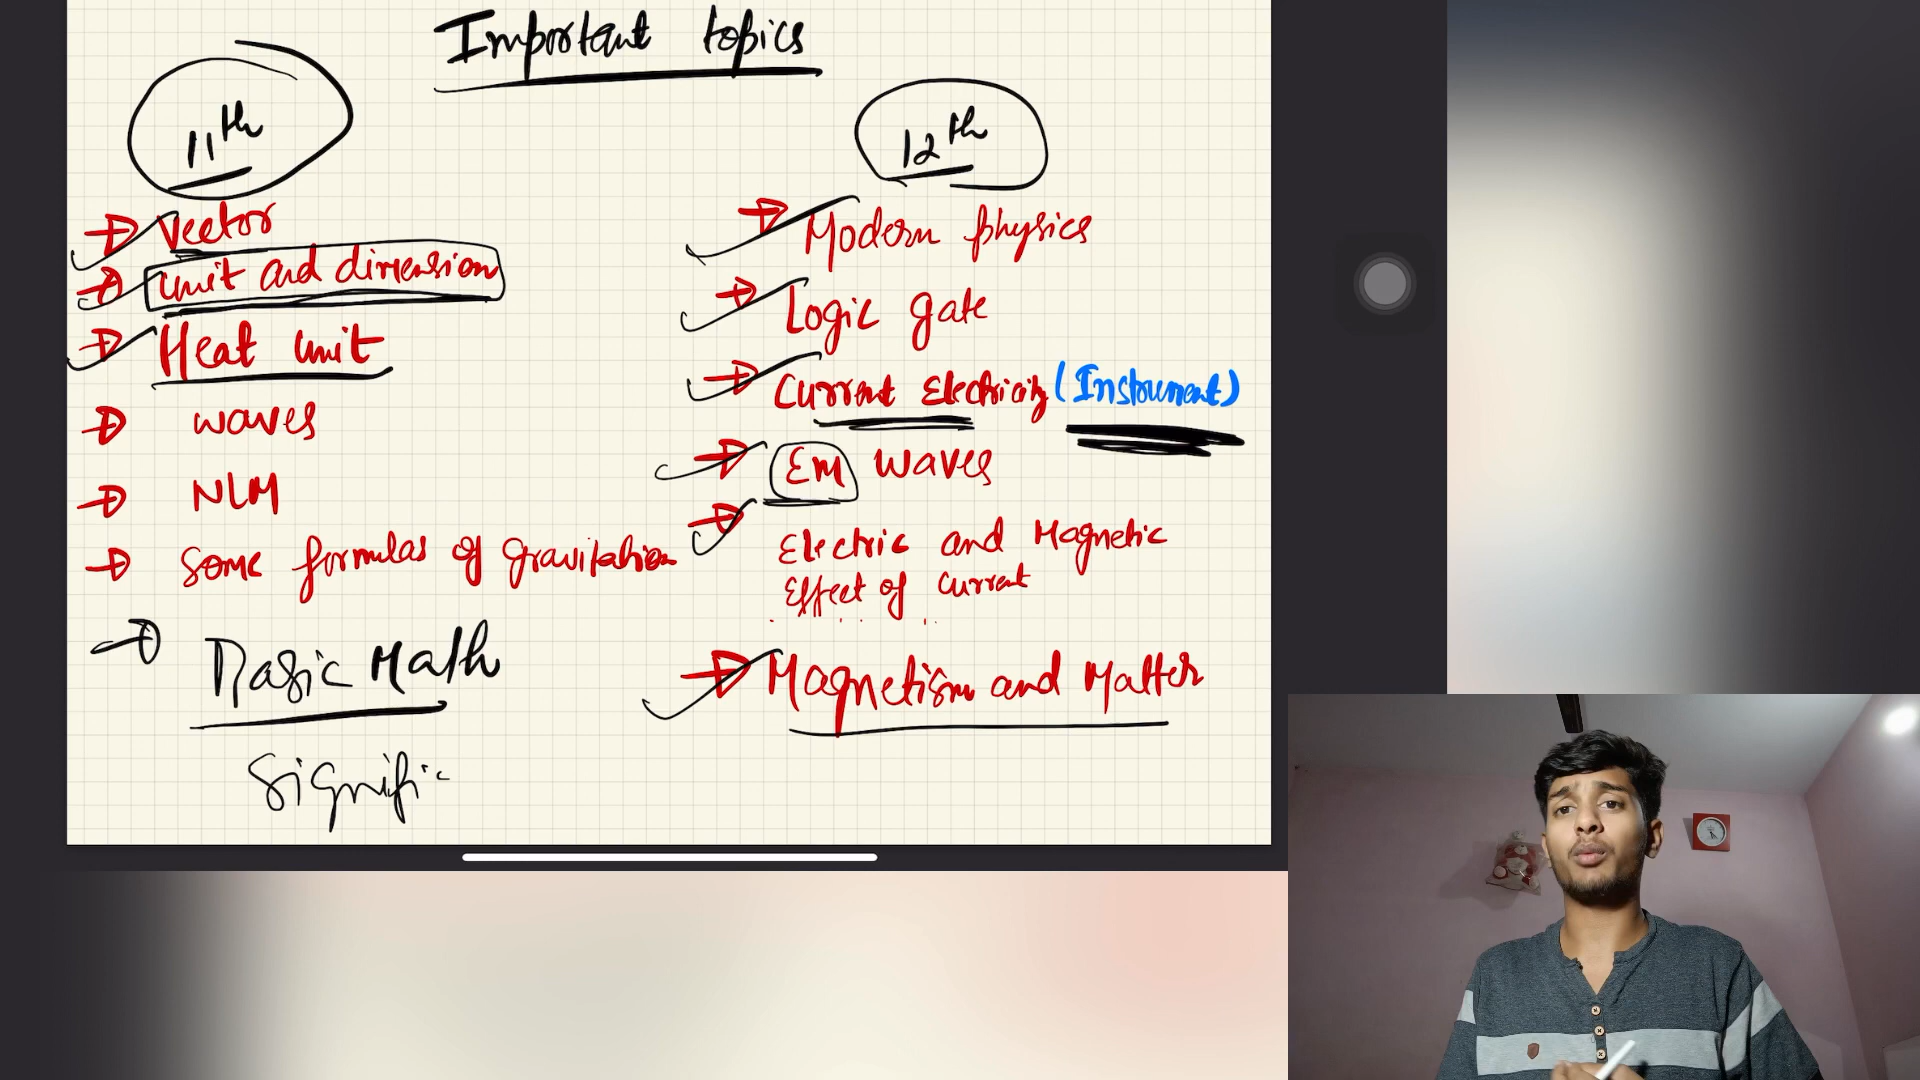 Important topics
11th
Vector
Unit and dimension
Heat unit
waves
NLM
Some formulas of gravitation
Basic Math
Signific
12th
Modern physics
Logic gate
Current Electricity (Instrument)
Em waves
Electric and Magnetic
Effect of current
Magnetism and Matter